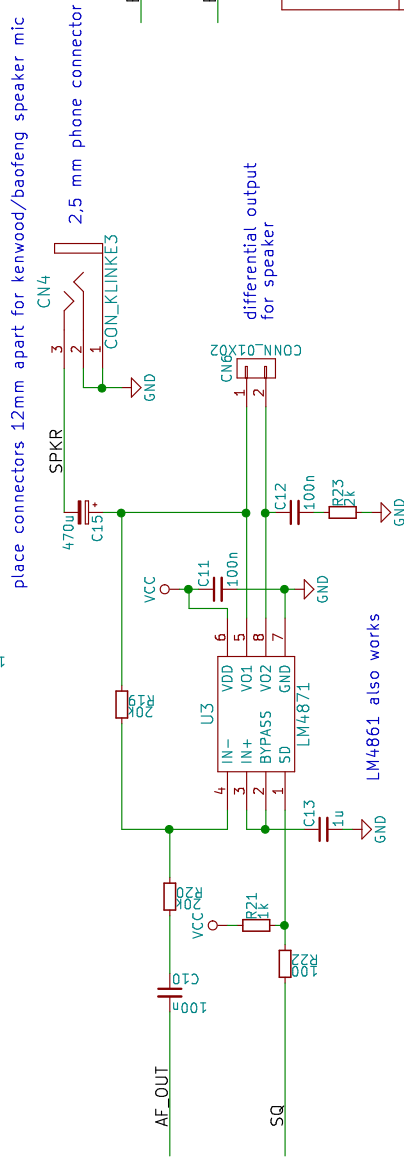 place connectors 12mm apart for kenwood/baofeng speaker mic
2,5 mm phone connector
CN4
CON_KLINKE3
3
2
1
GND
SPKR
470u
C15
+
differential output
for speaker
CN6
CONN_01X02
1
2
C12
100n
R23
2k
GND
VCC
C11
100n
GND
R19
20k
U3
LM4871
6
5
8
7
VDD
VO1
VO2
GND
IN-
IN+
BYPASS
SD
4
3
2
1
LM4861 also works
C13
1u
GND
R20
20k
VCC
R21
1k
R22
100
C10
100n
AF_OUT
SQ